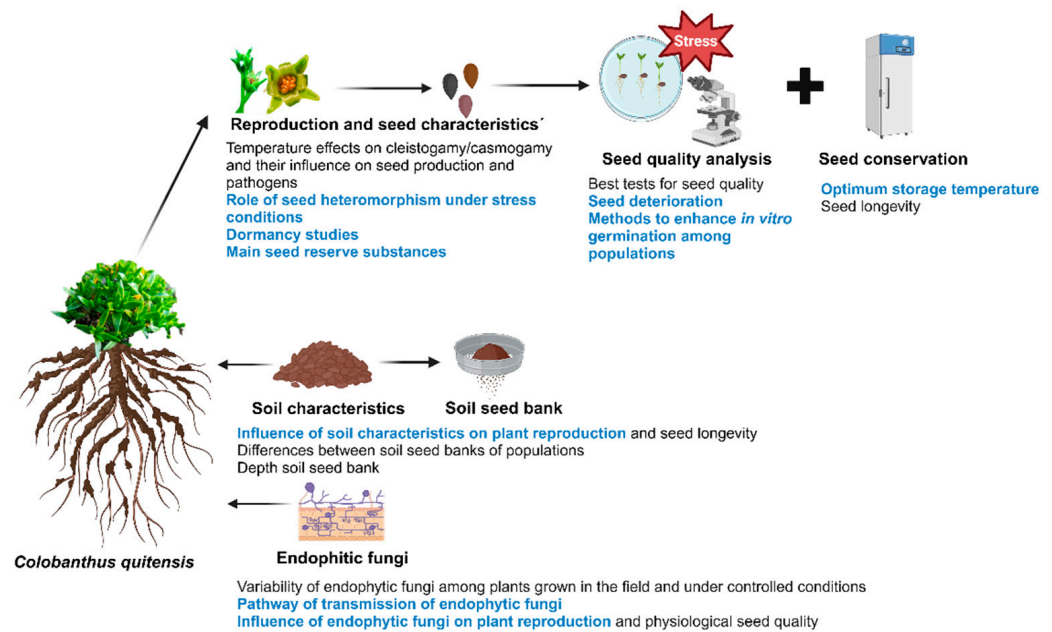 Stress
Reproduction and seed characteristics´
Temperature effects on cleistogamy/casmogamy
and their influence on seed production and
pathogens
Role of seed heteromorphism under stress
conditions
Dormancy studies
Main seed reserve substances
Seed quality analysis
Best tests for seed quality
Seed deterioration
Methods to enhance in vitro
germination among
populations
Seed conservation
Optimum storage temperature
Seed longevity
Soil characteristics
Soil seed bank
Influence of soil characteristics on plant reproduction and seed longevity
Differences between soil seed banks of populations
Depth soil seed bank
Colobanthus quitensis
Endophitic fungi
Variability of endophytic fungi among plants grown in the field and under controlled conditions
Pathway of transmission of endophytic fungi
Influence of endophytic fungi on plant reproduction and physiological seed quality